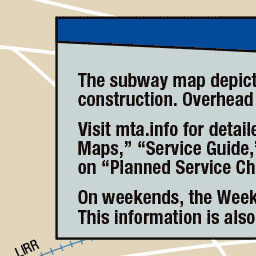 The subway map depict
construction. Overhead
Visit mta.info for detaile
Maps,” “Service Guide,”
on “Planned Service Ch
On weekends, the Week
This information is also
LIRR